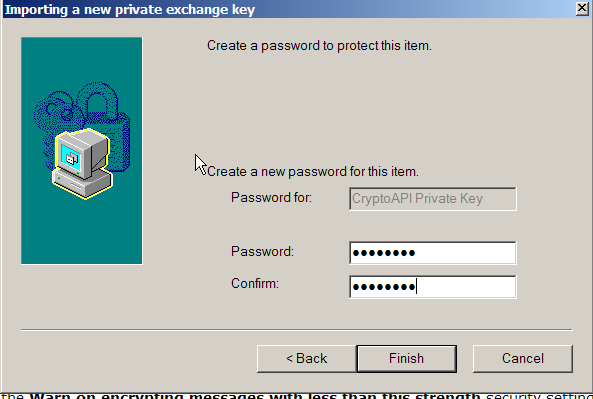 Importing a new private exchange key
Create a password to protect this item.
Create a new password for this item.
Password for: CryptoAPI Private Key
Password: ●●●●●●●●
Confirm: ●●●●●●●●
< Back Finish Cancel
the Warn on encrypting messages with less than this strength security setting